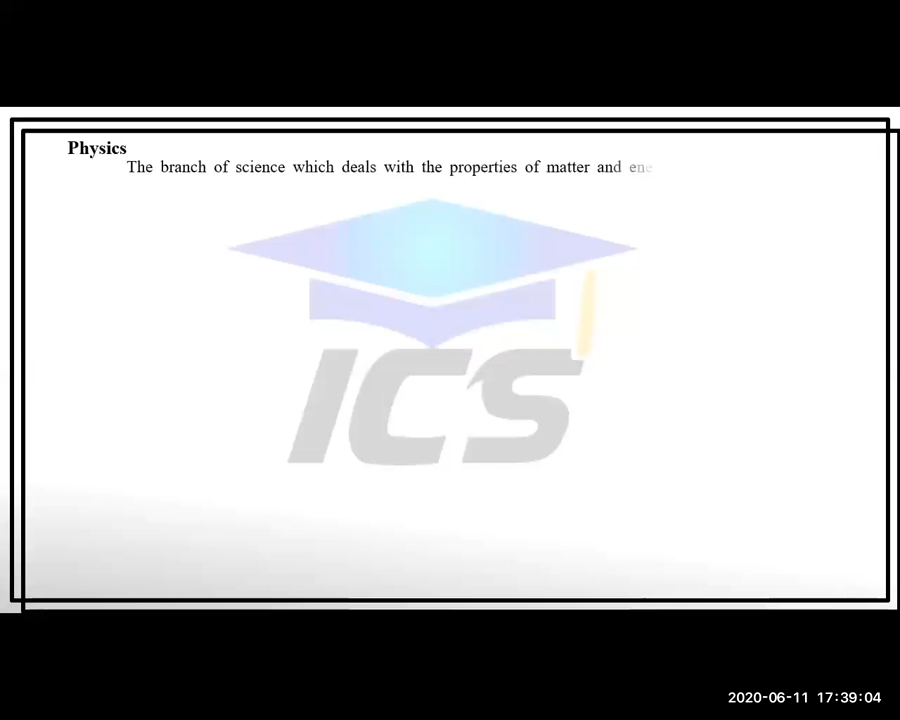 Physics
The branch of science which deals with the properties of matter and ene
ICS
2020-06-11 17:39:04